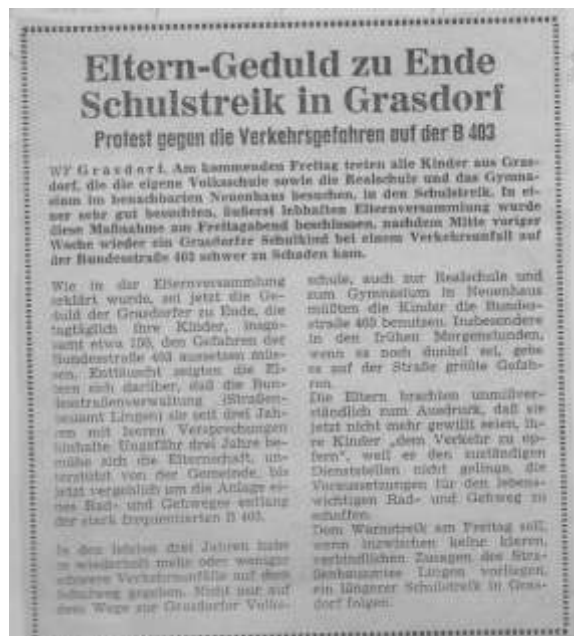 Eltern-Geduld zu Ende
Schulstreik in Grasdorf
Protest gegen die Verkehrsgefahren auf der B 403
WF Grasdorf. Am kommenden Freitag treten alle Kinder aus Gras-
dorf, die die eigene Volksschule sowie die Realschule und das Gymna-
sium im benachbarten Neuenhaus besuchen, in den Schulstreik. In ei-
ner sehr gut besuchten, äußerst lebhaften Elternversammlung wurde
diese Maßnahme am Freitagabend beschlossen, nachdem Mitte voriger
Woche wieder ein Grasdorfer Schulkind bei einem Verkehrsunfall auf
der Bundesstraße 403 schwer zu Schaden kam.
Wie in der Elternversammlung
erklärt wurde, sei jetzt die Ge-
duld der Grasdorfer zu Ende, die
tagtäglich ihre Kinder, insge-
samt etwa 150, den Gefahren der
Bundesstraße 403 aussetzen müs-
sen. Enttäuscht zeigten die El-
tern sich darüber, daß die Bun-
desstraßenverwaltung (Straßen-
bauamt Lingen) sie seit drei Jah-
ren mit leeren Versprechungen
hinhalte. Ungefähr drei Jahre be-
mühe sich die Elternschaft, un-
terstützt von der Gemeinde, bis
jetzt vergeblich um die Anlage ei-
nes Rad- und Gehweges entlang
der stark frequentierten B 403.
In den letzten drei Jahren habe
es wiederholt mehr oder weniger
schwere Verkehrsunfälle auf dem
Schulweg gegeben. Nicht nur auf
dem Wege zur Grasdorfer Volks-
schule, auch zur Realschule und
zum Gymnasium in Neuenhaus
müßten die Kinder die Bundes-
straße 403 benutzen. Insbesondere
in den frühen Morgenstunden,
wenn es noch dunkel sei, gebe
es auf der Straße größte Gefah-
ren.
Die Eltern brachten unmißver-
ständlich zum Ausdruck, daß sie
jetzt nicht mehr gewillt seien, ih-
re Kinder „dem Verkehr zu op-
fern“, weil es den zuständigen
Dienststellen nicht gelinge, die
Voraussetzungen für den lebens-
wichtigen Rad- und Gehweg zu
schaffen.
Dem Warnstreik am Freitag soll,
wenn inzwischen keine klaren,
verbindlichen Zusagen des Stra-
ßenbauamtes Lingen vorliegen,
ein längerer Schulstreik in Gras-
dorf folgen.